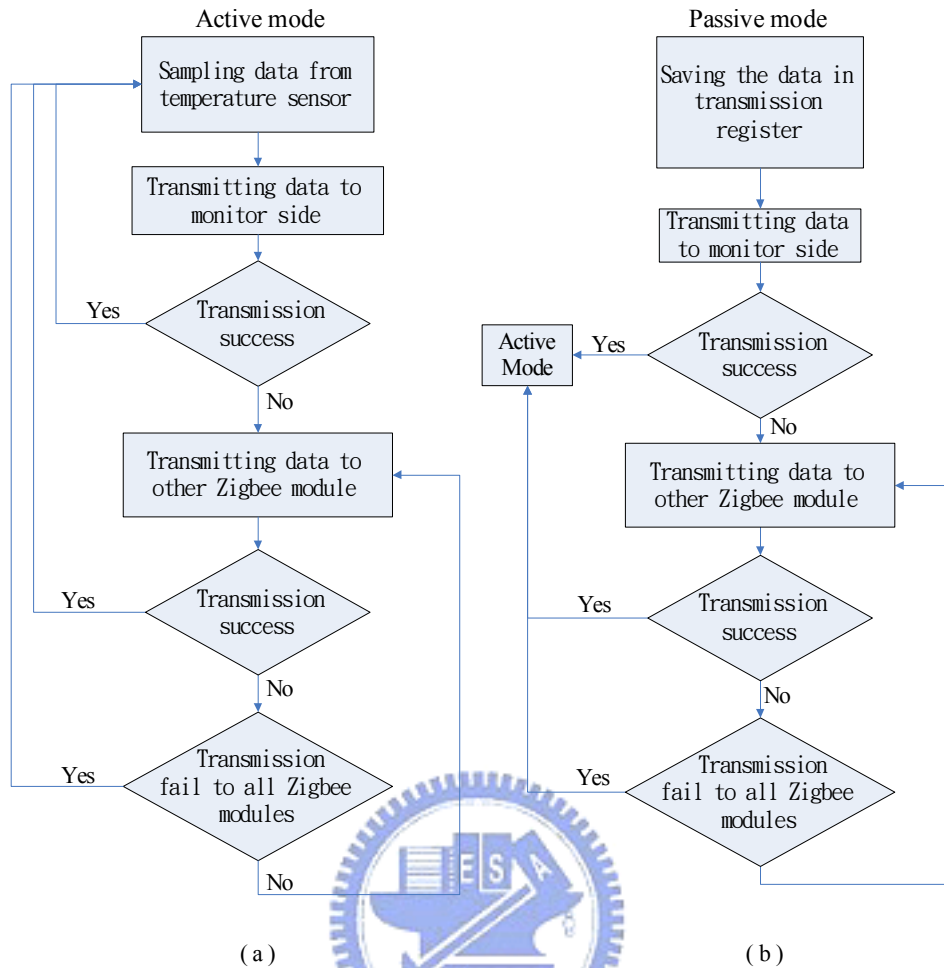 Active mode
Sampling data from
temperature sensor
Transmitting data to
monitor side
Transmission
success
Yes
No
Transmitting data to
other Zigbee module
Transmission
success
Yes
No
Transmission
fail to all Zigbee
modules
Yes
No
(a)
Passive mode
Saving the data in
transmission
register
Transmitting data
to monitor side
Transmission
success
Yes
Active
Mode
No
Transmitting data to
other Zigbee module
Transmission
success
Yes
No
Transmission
fail to all Zigbee
modules
Yes
(b)
ESA